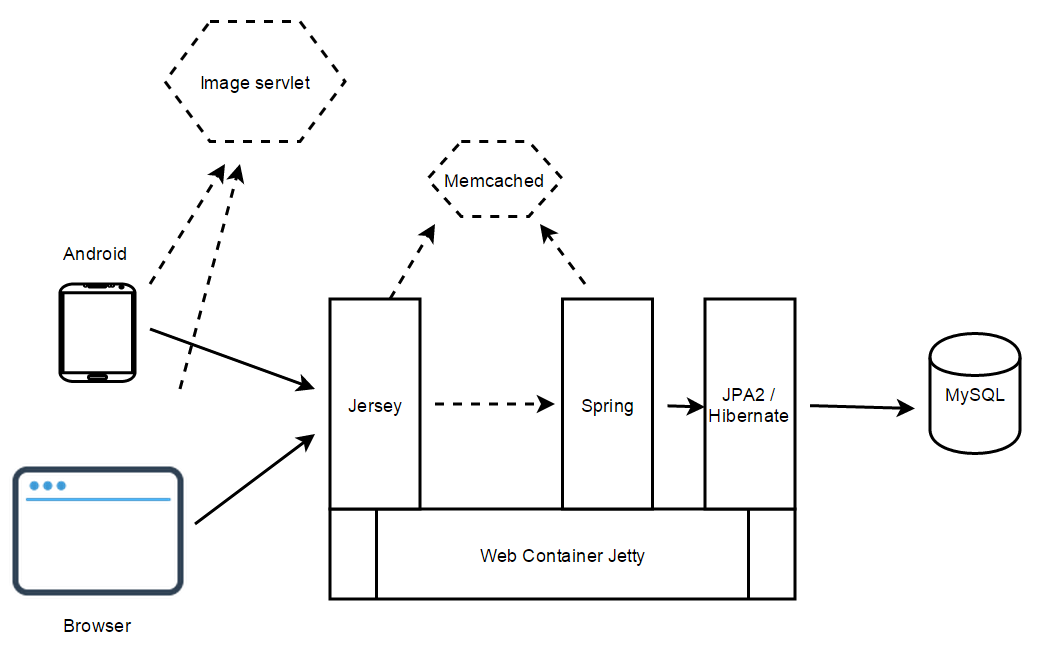 Image servlet
Memcached
Android
Jersey
Spring
JPA2 /
Hibernate
MySQL
Web Container Jetty
Browser